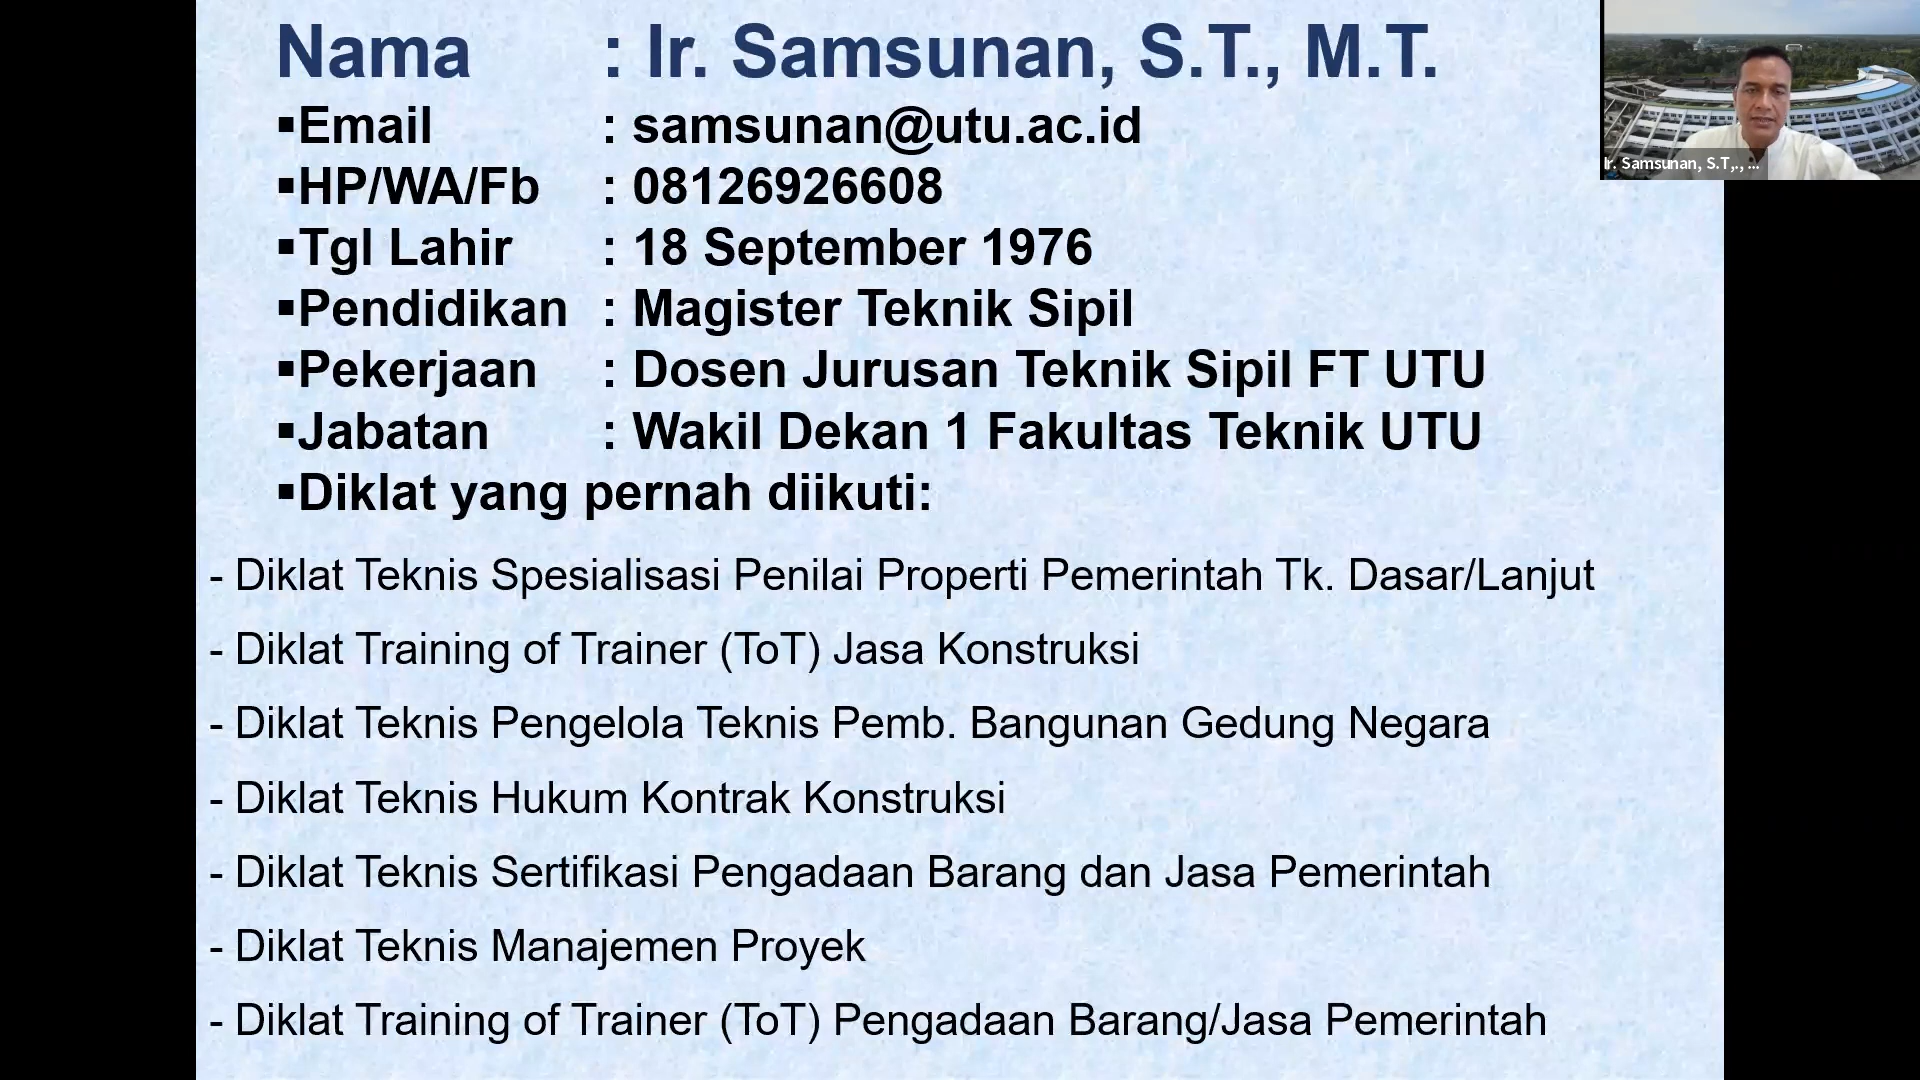 Nama : Ir. Samsunan, S.T., M.T.
▪Email : samsunan@utu.ac.id
▪HP/WA/Fb : 08126926608
▪Tgl Lahir : 18 September 1976
▪Pendidikan : Magister Teknik Sipil
▪Pekerjaan : Dosen Jurusan Teknik Sipil FT UTU
▪Jabatan : Wakil Dekan 1 Fakultas Teknik UTU
▪Diklat yang pernah diikuti:
- Diklat Teknis Spesialisasi Penilai Properti Pemerintah Tk. Dasar/Lanjut
- Diklat Training of Trainer (ToT) Jasa Konstruksi
- Diklat Teknis Pengelola Teknis Pemb. Bangunan Gedung Negara
- Diklat Teknis Hukum Kontrak Konstruksi
- Diklat Teknis Sertifikasi Pengadaan Barang dan Jasa Pemerintah
- Diklat Teknis Manajemen Proyek
- Diklat Training of Trainer (ToT) Pengadaan Barang/Jasa Pemerintah
Ir. Samsunan, S.T,., ...